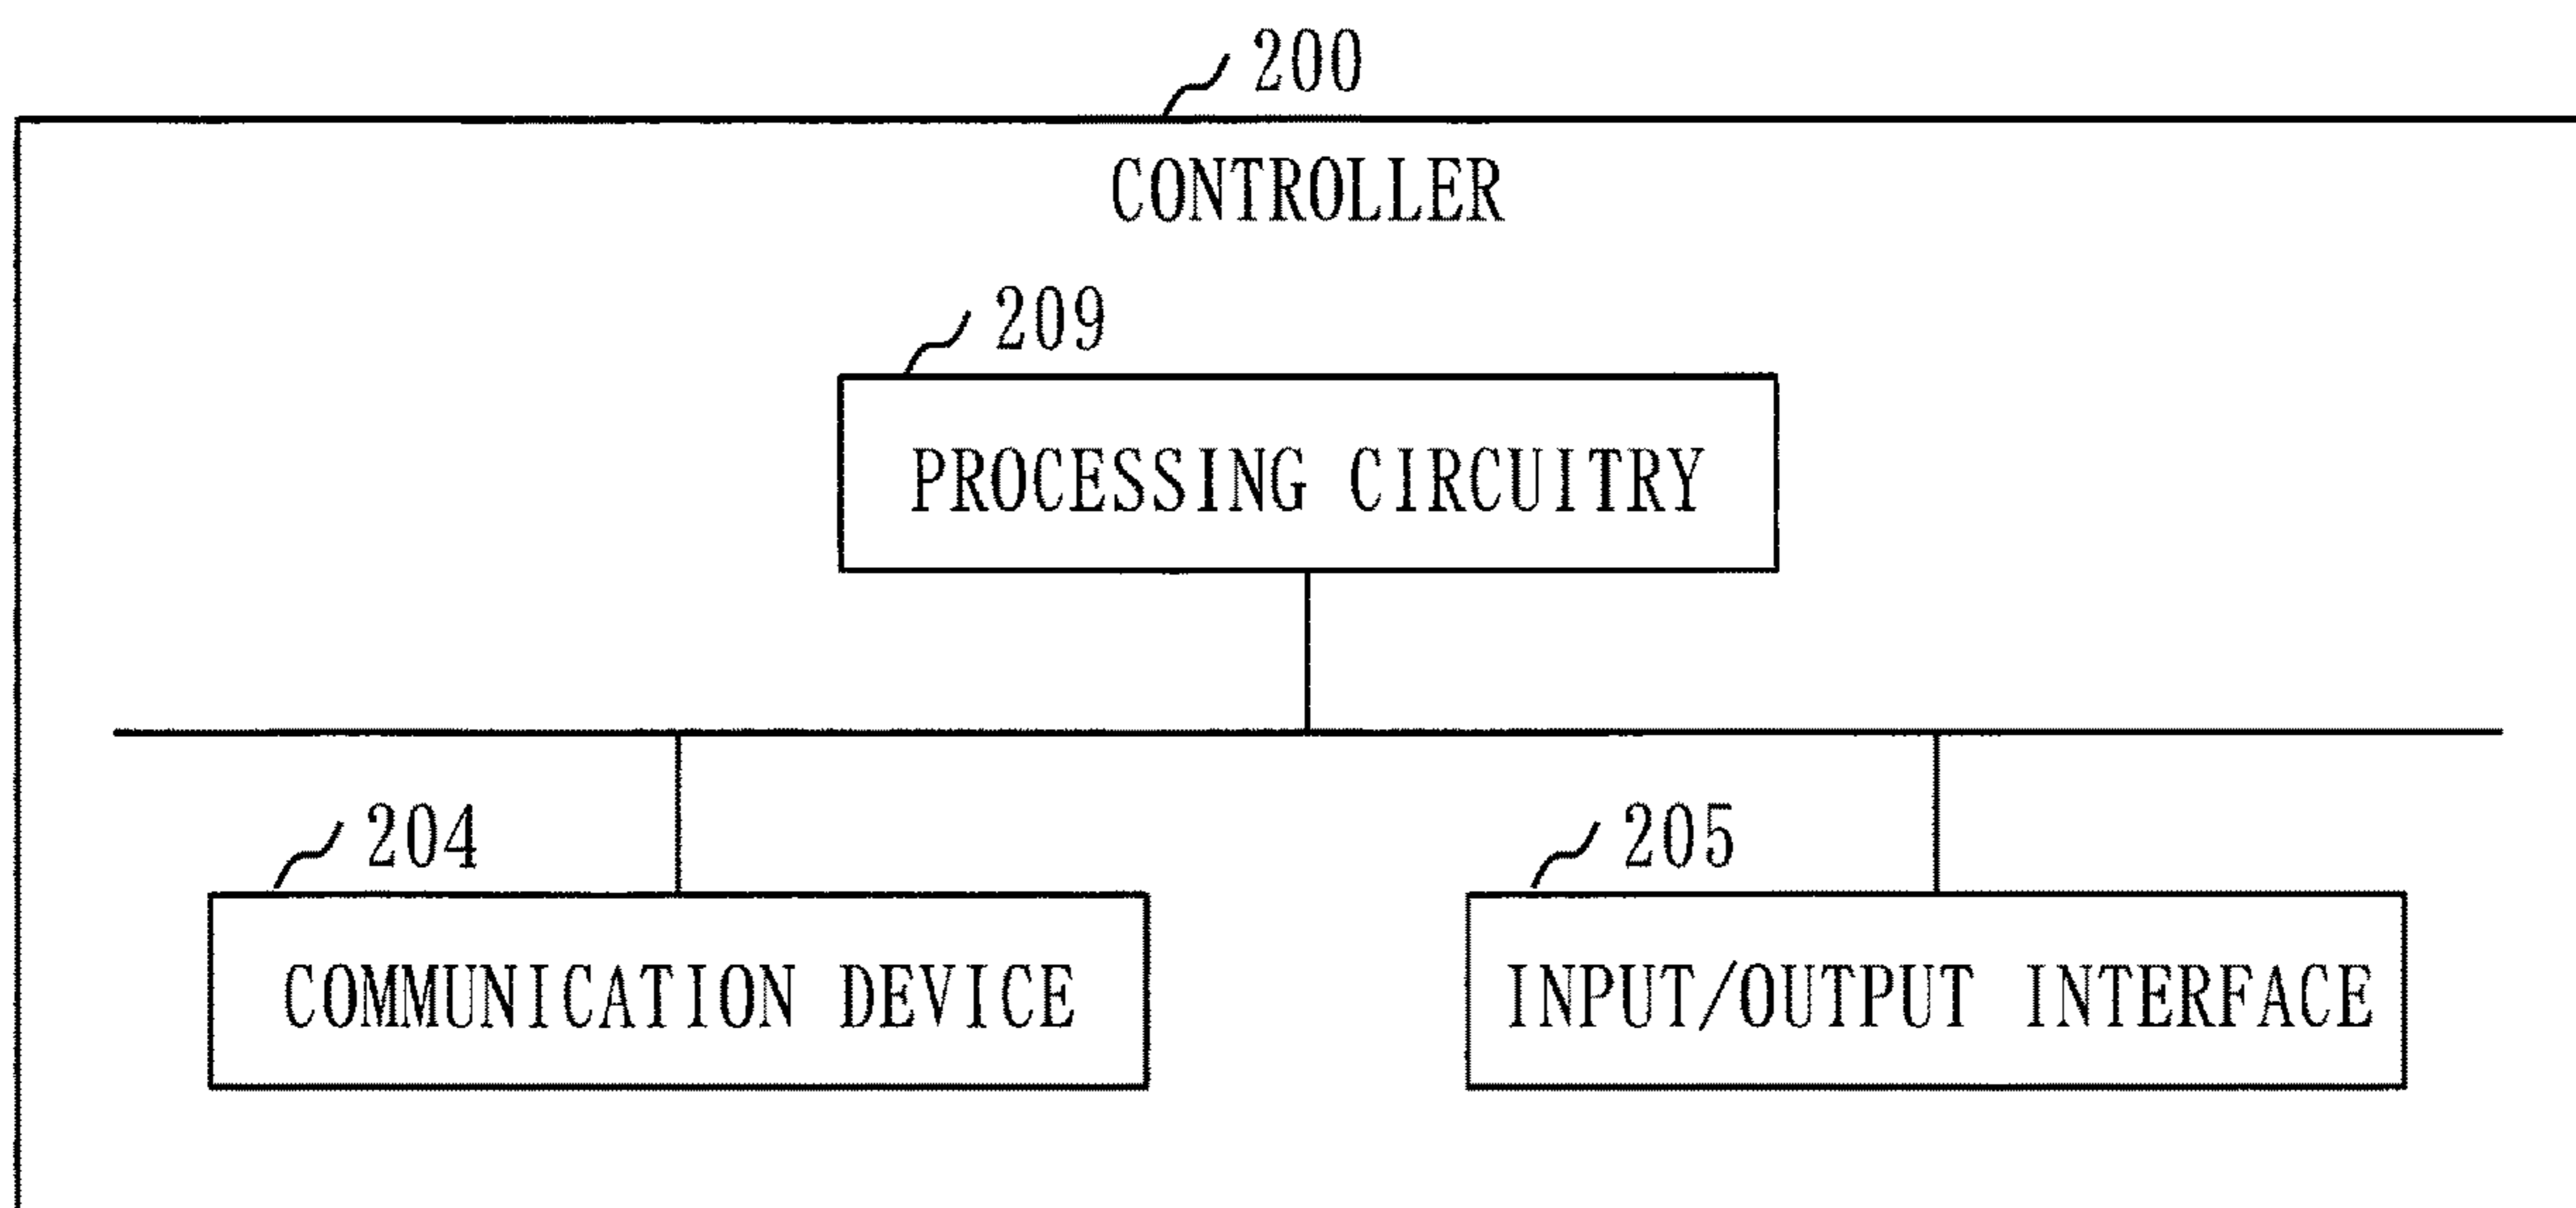 200
CONTROLLER
209
PROCESSING CIRCUITRY
204
205
COMMUNICATION DEVICE
INPUT/OUTPUT INTERFACE